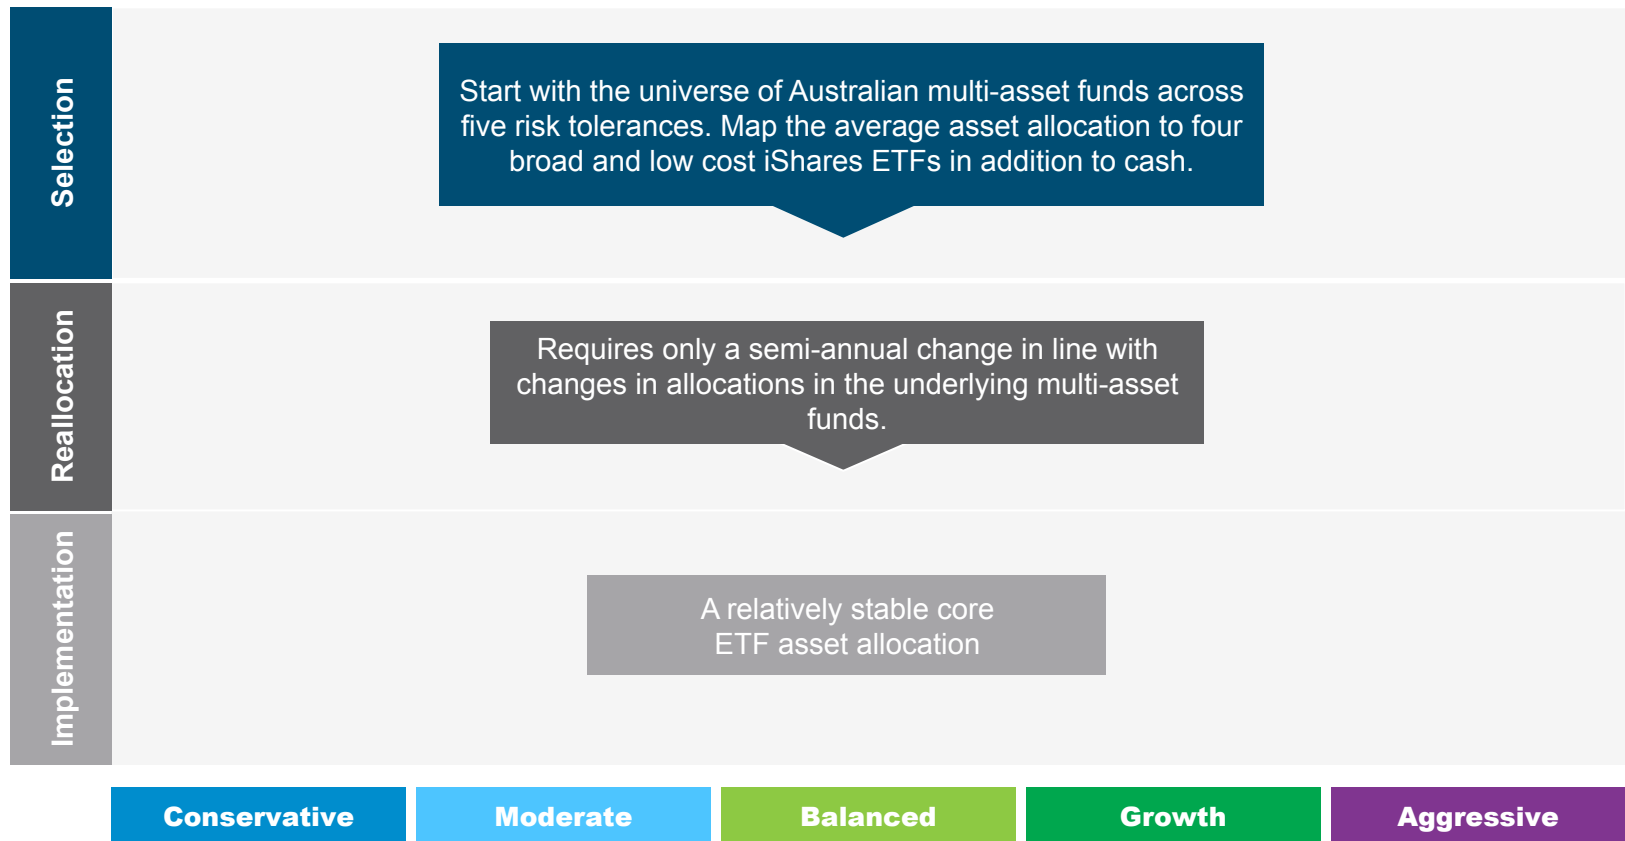 Selection
Start with the universe of Australian multi-asset funds across
five risk tolerances. Map the average asset allocation to four
broad and low cost iShares ETFs in addition to cash.
Reallocation
Requires only a semi-annual change in line with
changes in allocations in the underlying multi-asset
funds.
Implementation
A relatively stable core
ETF asset allocation
Conservative
Moderate
Balanced
Growth
Aggressive